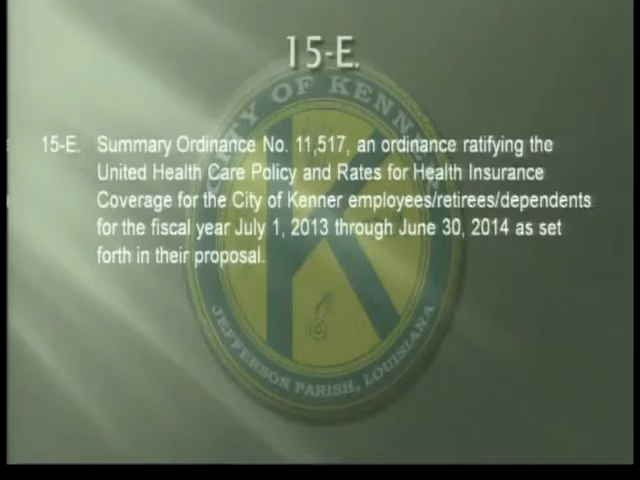 15-E.
15-E. Summary Ordinance No. 11,517, an ordinance ratifying the
United Health Care Policy and Rates for Health Insurance
Coverage for the City of Kenner employees/retirees/dependents
for the fiscal year July 1, 2013 through June 30, 2014 as set
forth in their proposal.
CITY OF KENNER
K
JEFFERSON PARISH, LOUISIANA